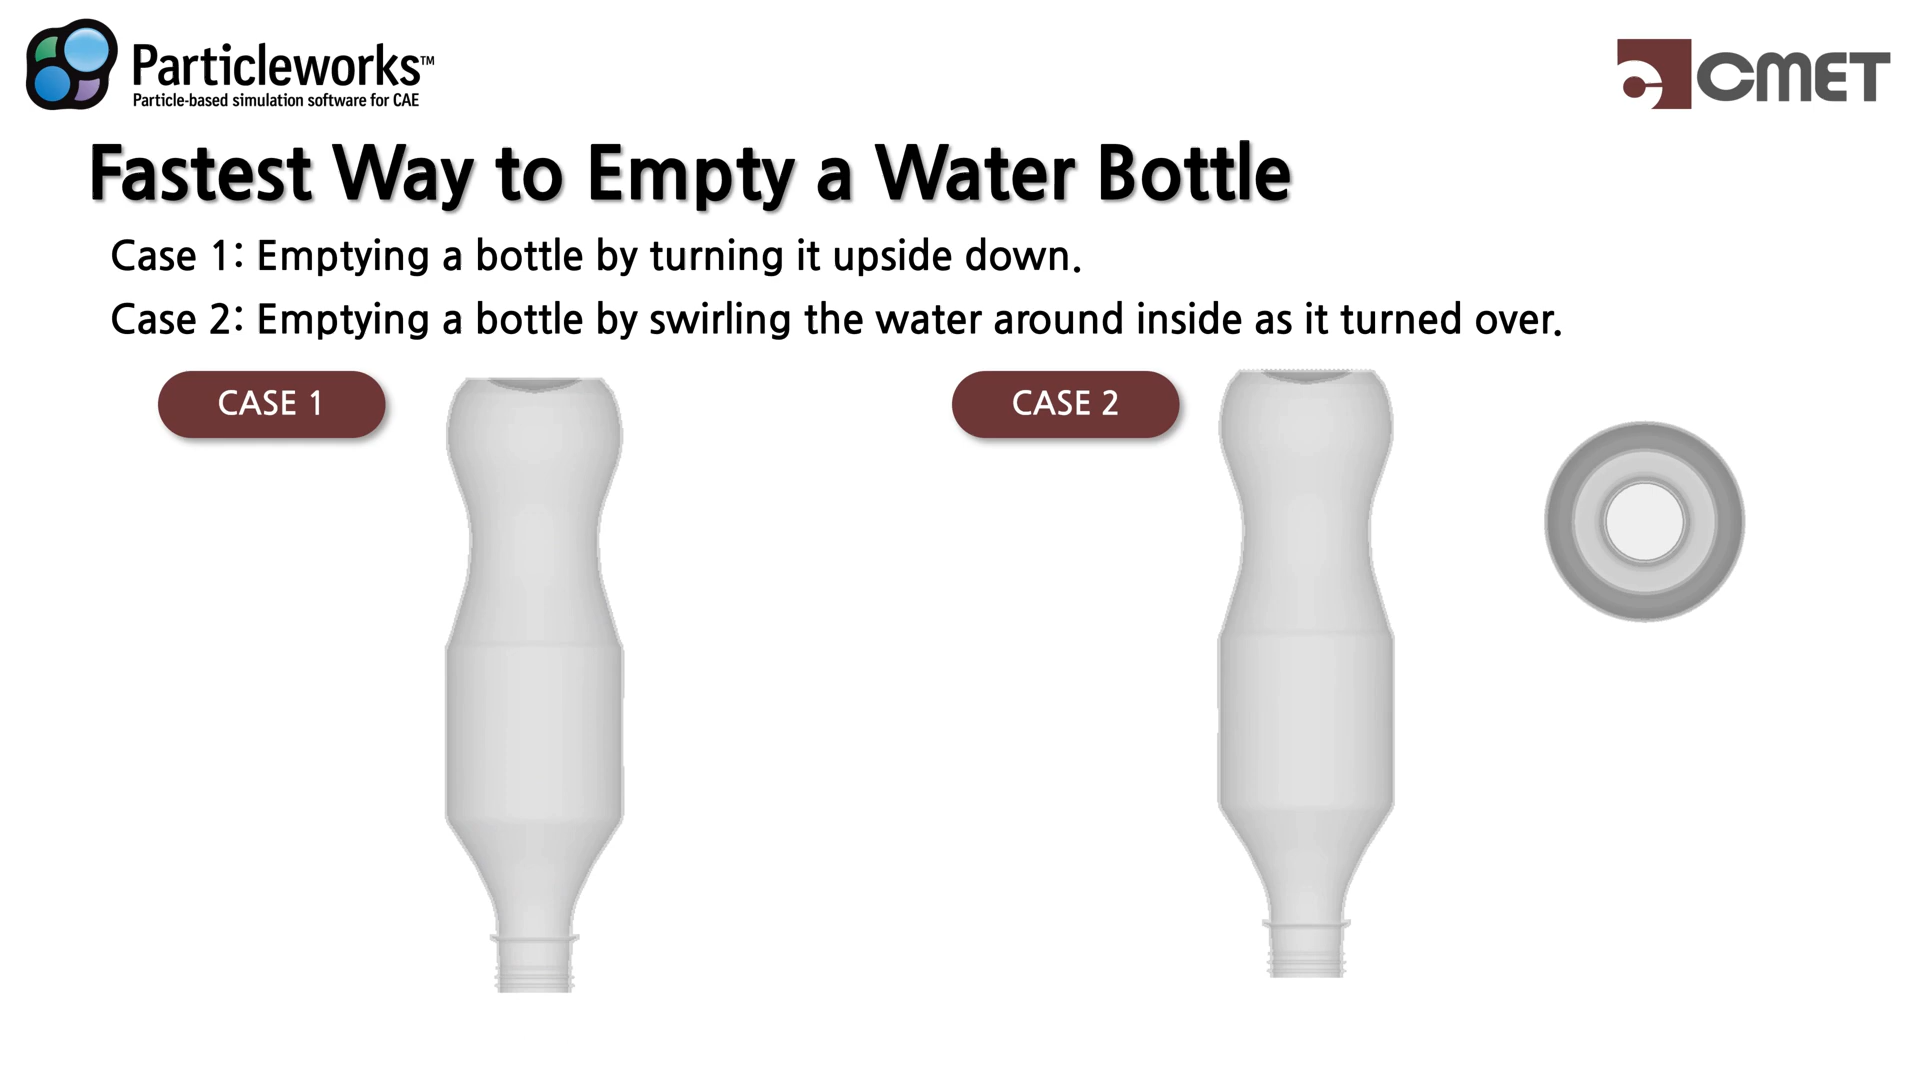 Particleworks™
Particle-based simulation software for CAE
CMET
Fastest Way to Empty a Water Bottle
Case 1: Emptying a bottle by turning it upside down.
Case 2: Emptying a bottle by swirling the water around inside as it turned over.
CASE 1
CASE 2